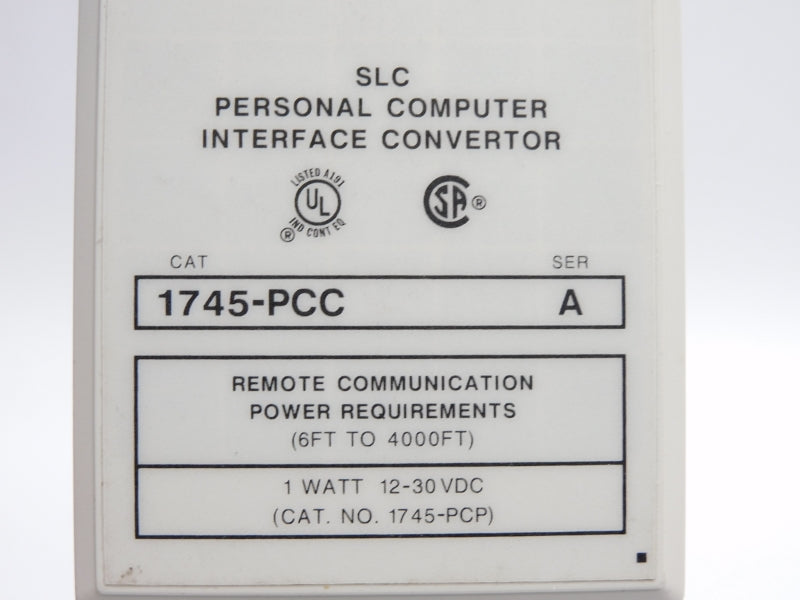 SLC
PERSONAL COMPUTER
INTERFACE CONVERTOR
LISTED A191
UL
IND CONT EQ
®
SA ®
CAT SER
1745-PCC A
REMOTE COMMUNICATION
POWER REQUIREMENTS
(6FT TO 4000FT)
1 WATT 12-30VDC
(CAT. NO. 1745-PCP)